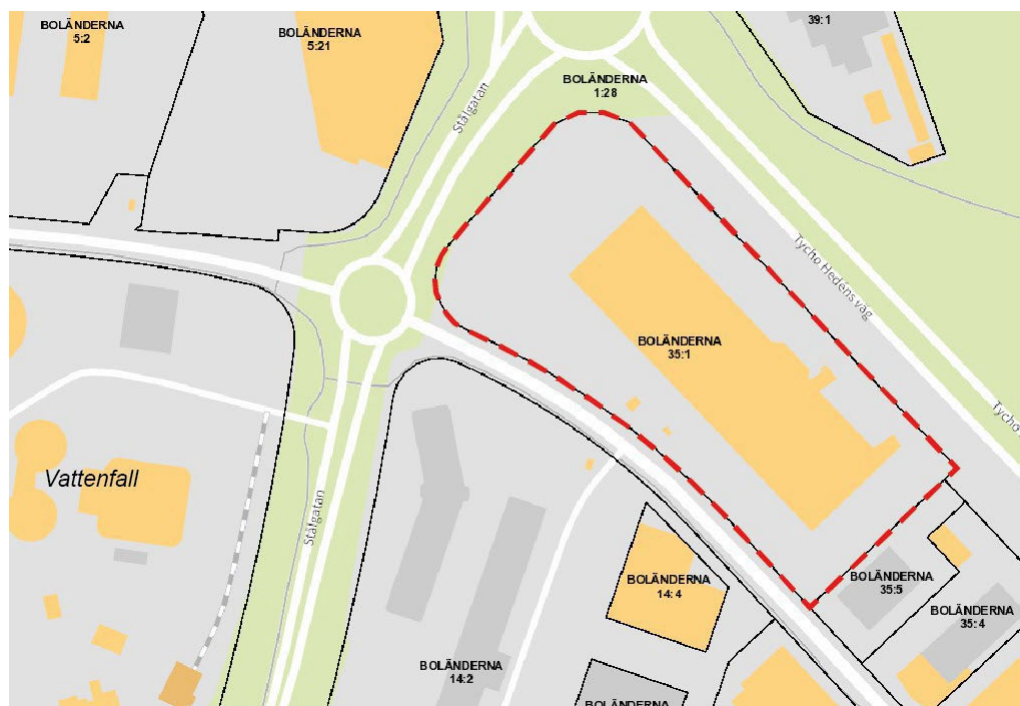 BOLÄNDERNA
5:2
BOLÄNDERNA
5:21
39:1
BOLÄNDERNA
1:28
Stålgatan
Tycho Hedens väg
BOLÄNDERNA
35:1
Tycho
Vattenfall
Stålgatan
BOLÄNDERNA
14:4
BOLÄNDERNA
35:5
BOLÄNDERNA
35:4
BOLÄNDERNA
14:2
BOLÄNDERNA